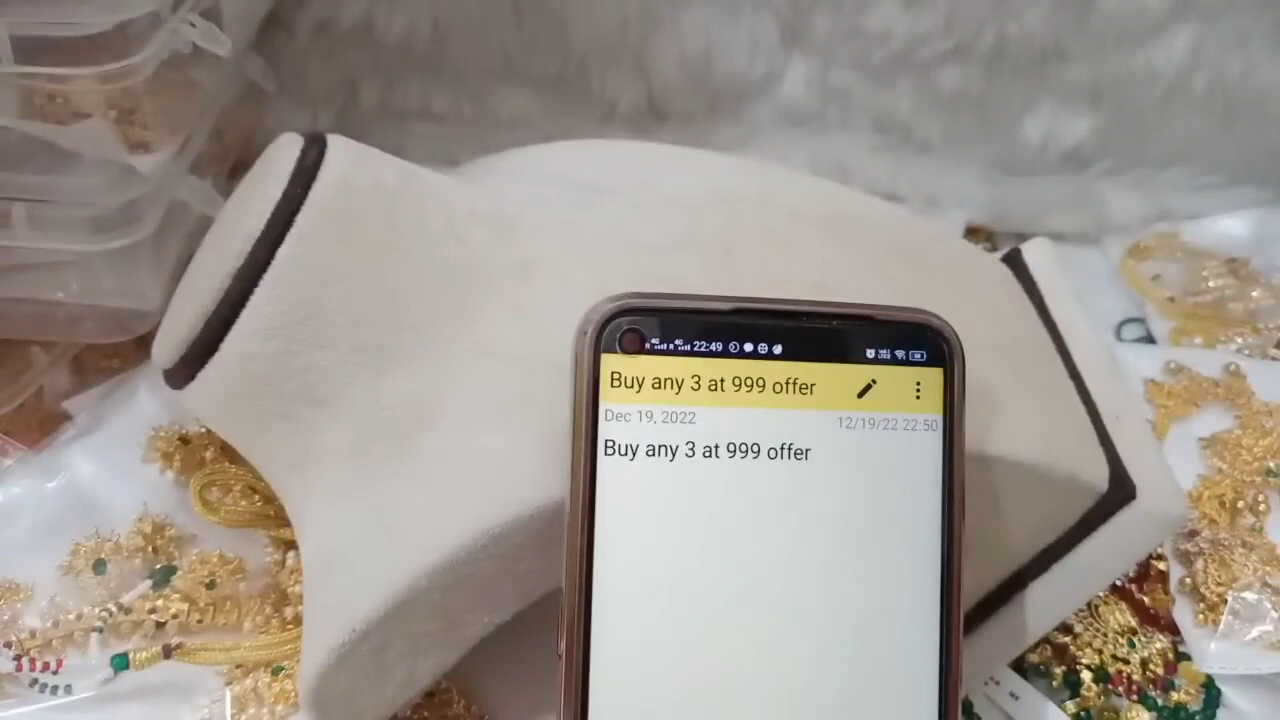 22:49
Buy any 3 at 999 offer
Dec 19, 2022
12/19/22 22:50
Buy any 3 at 999 offer